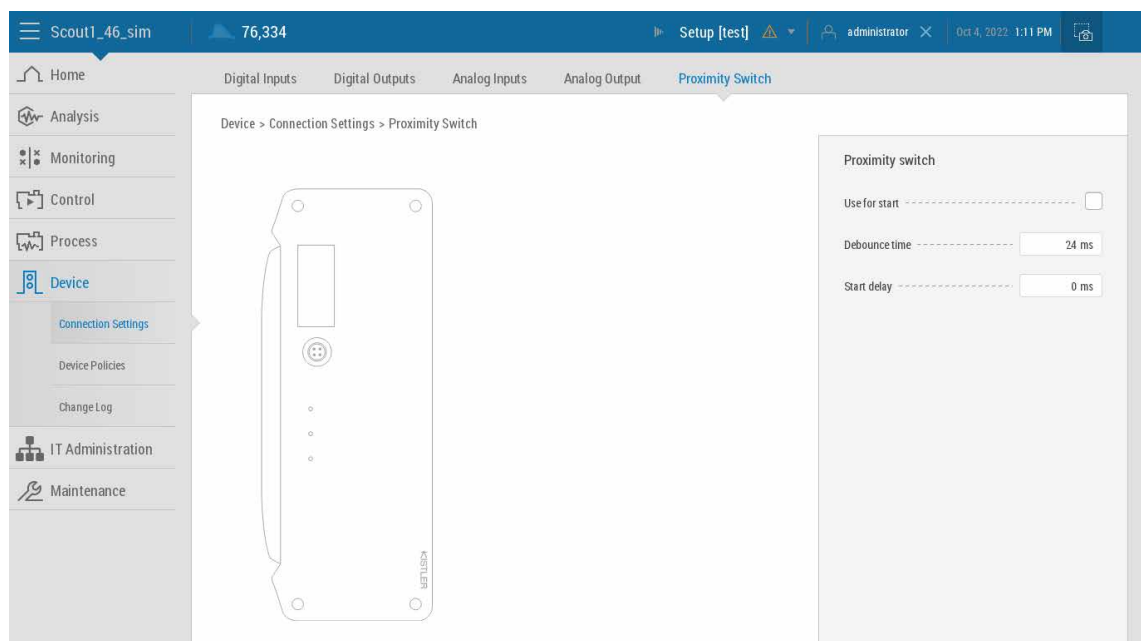 Scout1_46_sim
76,334
Setup [test]
administrator
Oct 4, 2022 1:11 PM
Home
Analysis
Monitoring
Control
Process
Device
Connection Settings
Device Policies
Change Log
IT Administration
Maintenance
Digital Inputs
Digital Outputs
Analog Inputs
Analog Output
Proximity Switch
Device > Connection Settings > Proximity Switch
KISTLER
Proximity switch
Use for start
Debounce time 24 ms
Start delay 0 ms